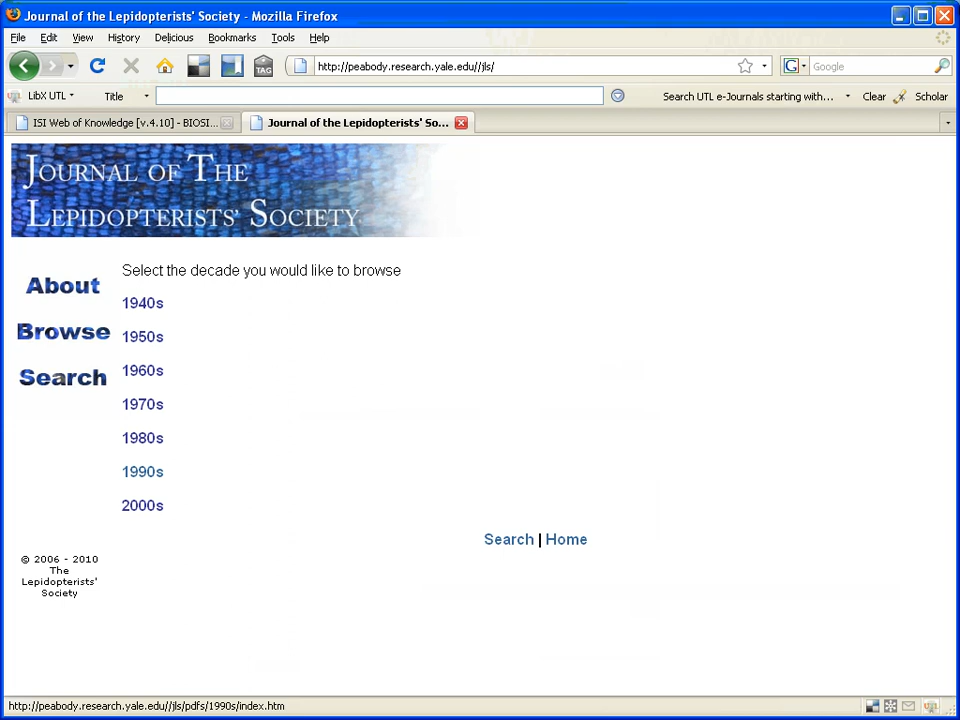 Journal of the Lepidopterists' Society - Mozilla Firefox
File Edit View History Delicious Bookmarks Tools Help
TAG http://peabody.research.yale.edu//jls/ G Google
LibX UTL Title Search UTL e-Journals starting with... Clear Scholar
ISI Web of Knowledge [v.4.10] - BIOSI... Journal of the Lepidopterists' So...
JOURNAL OF THE
LEPIDOPTERISTS' SOCIETY
Select the decade you would like to browse
About
1940s
Browse
1950s
1960s
Search
1970s
1980s
1990s
2000s
Search | Home
© 2006 - 2010
The
Lepidopterists'
Society
http://peabody.research.yale.edu//jls/pdfs/1990s/index.htm